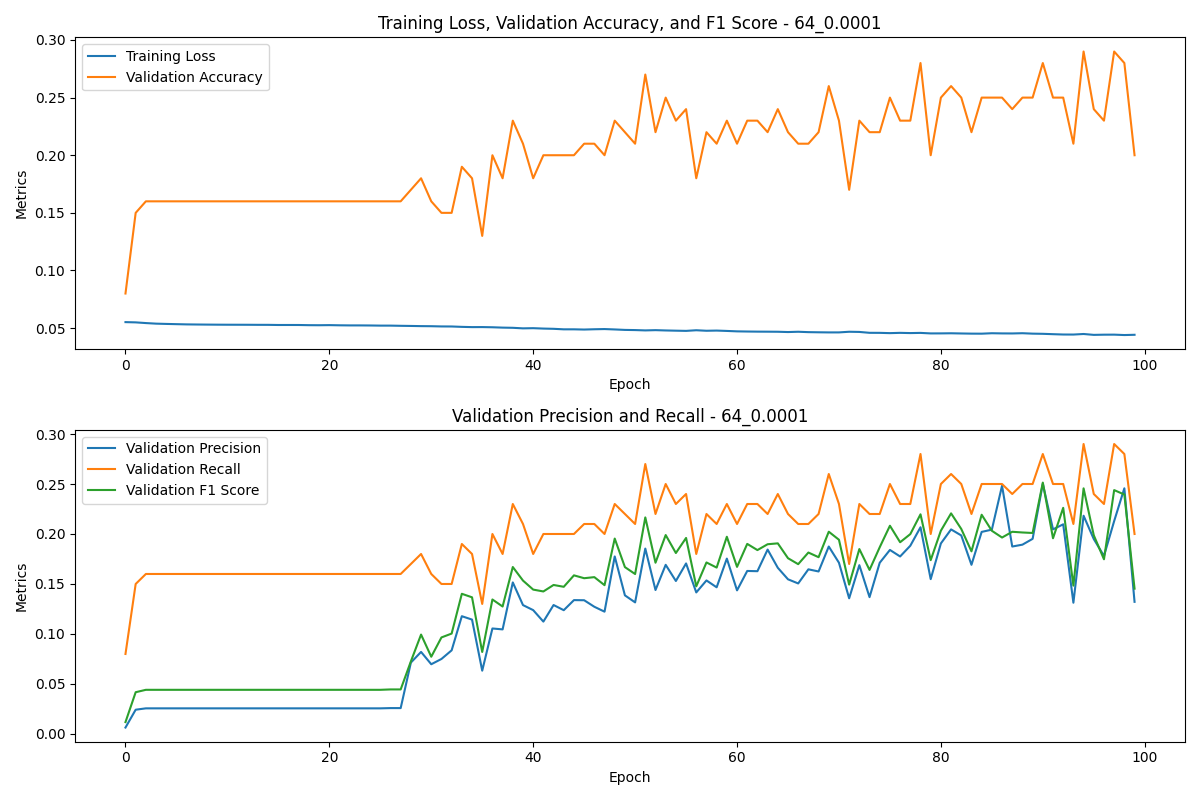 Training Loss, Validation Accuracy, and F1 Score - 64_0.0001
Training Loss
Validation Accuracy
Metrics
0.30
0.25
0.20
0.15
0.10
0.05
0 20 40 60 80 100
Epoch
Validation Precision and Recall - 64_0.0001
Validation Precision
Validation Recall
Validation F1 Score
Metrics
0.30
0.25
0.20
0.15
0.10
0.05
0.00
0 20 40 60 80 100
Epoch